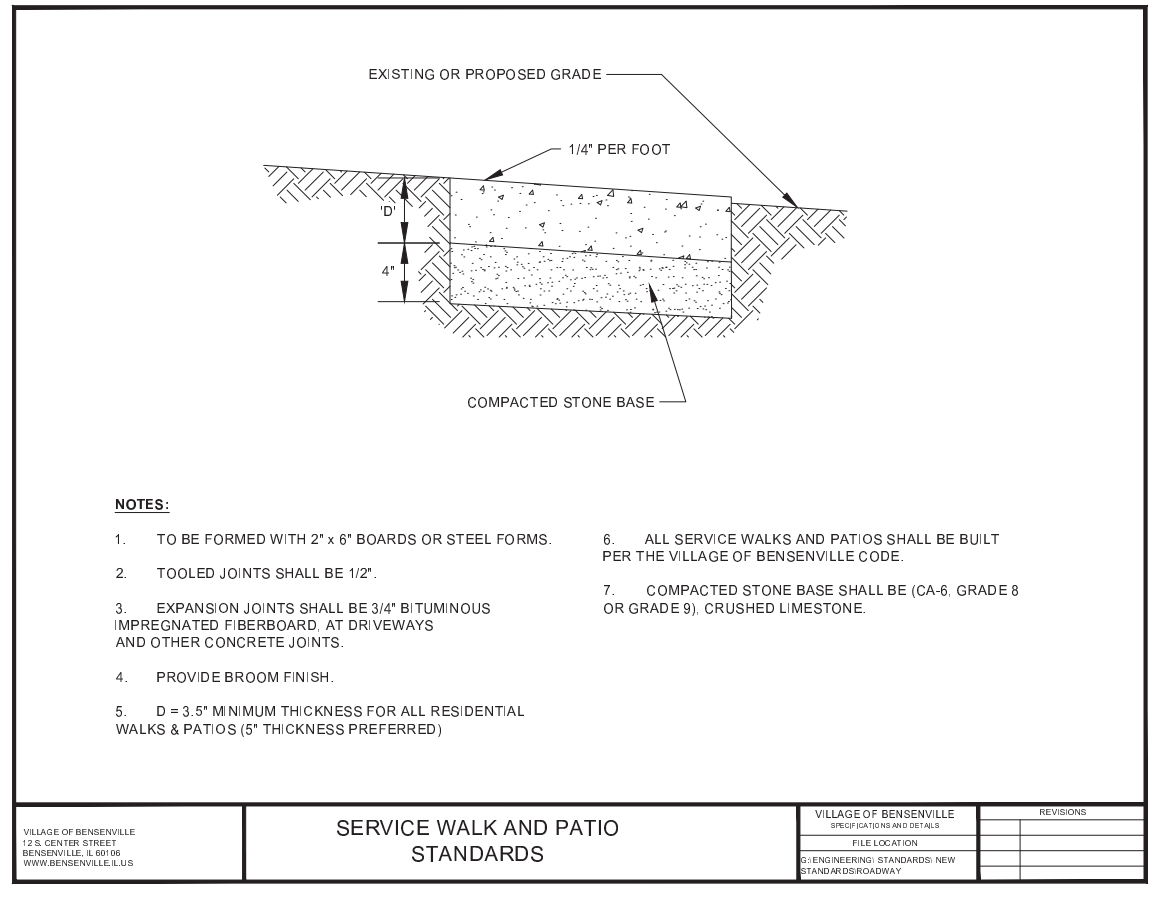 EXISTING OR PROPOSED GRADE
1/4" PER FOOT
'D'
4"
COMPACTED STONE BASE
NOTES:
1. TO BE FORMED WITH 2" x 6" BOARDS OR STEEL FORMS.
2. TOOLED JOINTS SHALL BE 1/2".
3. EXPANSION JOINTS SHALL BE 3/4" BITUMINOUS
IMPREGNATED FIBERBOARD, AT DRIVEWAYS
AND OTHER CONCRETE JOINTS.
4. PROVIDE BROOM FINISH.
5. D = 3.5" MINIMUM THICKNESS FOR ALL RESIDENTIAL
WALKS & PATIOS (5" THICKNESS PREFERRED)
6. ALL SERVICE WALKS AND PATIOS SHALL BE BUILT
PER THE VILLAGE OF BENSENVILLE CODE.
7. COMPACTED STONE BASE SHALL BE (CA-6, GRADE 8
OR GRADE 9), CRUSHED LIMESTONE.
VILLAGE OF BENSENVILLE
12 S. CENTER STREET
BENSENVILLE, IL 60106
WWW.BENSENVILLE.IL.US
SERVICE WALK AND PATIO
STANDARDS
VILLAGE OF BENSENVILLE
SPECIFICATIONS AND DETAILS
FILE LOCATION
G:\ENGINEERING\ STANDARDS\ NEW
STANDARDS\ROADWAY
REVISIONS